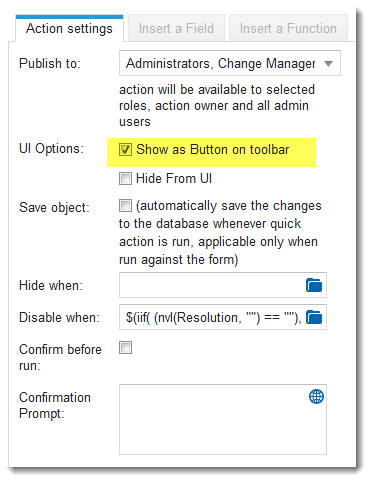 Action settings Insert a Field Insert a Function
Publish to: Administrators, Change Manager
action will be available to selected
roles, action owner and all admin
users
UI Options: Show as Button on toolbar
Hide From UI
Save object: (automatically save the changes
to the database whenever quick
action is run, applicable only when
run against the form)
Hide when:
Disable when: $(iif( (nvl(Resolution, "") == ""),
Confirm before
run:
Confirmation
Prompt: